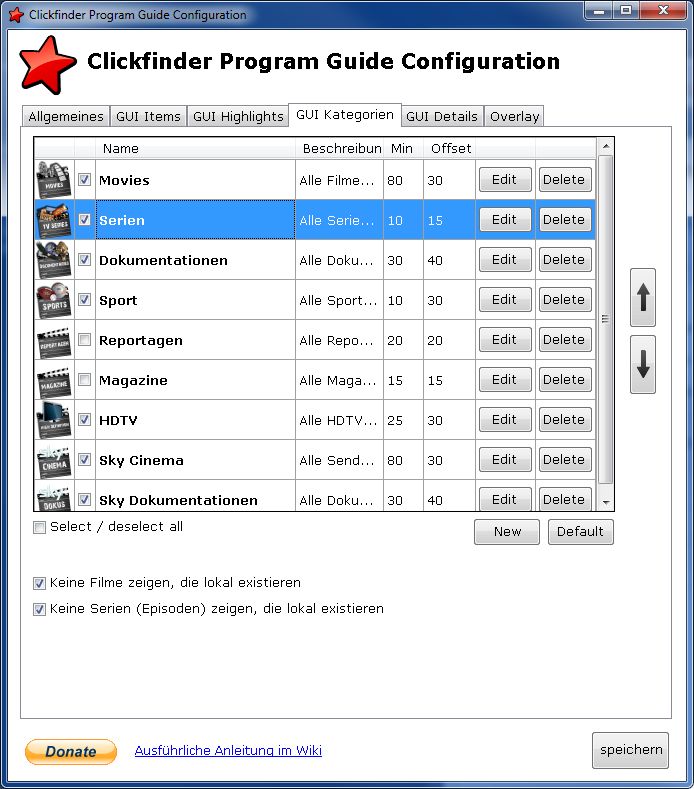 Clickfinder Program Guide Configuration
Clickfinder Program Guide Configuration
Allgemeines GUI Items GUI Highlights GUI Kategorien GUI Details Overlay
Name Beschreibun Min Offset
MOVIES Movies Alle Filme... 80 30 Edit Delete
TV SERIES Serien Alle Serie... 10 15 Edit Delete
Dokumentationen Alle Doku... 30 40 Edit Delete
SPORTS Sport Alle Sport... 10 30 Edit Delete
REPORTAGEN Reportagen Alle Repo... 20 20 Edit Delete
MAGAZINE Magazine Alle Maga... 15 15 Edit Delete
HIGH DEFINITION HDTV Alle HDTV... 25 30 Edit Delete
CINEMA Sky Cinema Alle Send... 80 30 Edit Delete
DOKUS Sky Dokumentationen Alle Doku... 30 40 Edit Delete
Select / deselect all New Default
Keine Filme zeigen, die lokal existieren
Keine Serien (Episoden) zeigen, die lokal existieren
Donate Ausführliche Anleitung im Wiki speichern